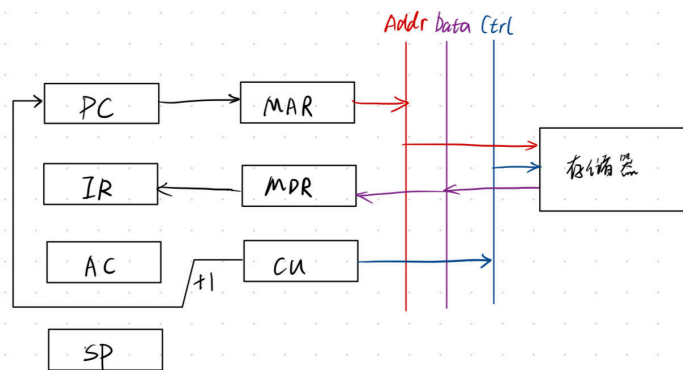 Addr Data Ctrl
PC
MAR
存储器
IR
MDR
AC
+1
CU
SP